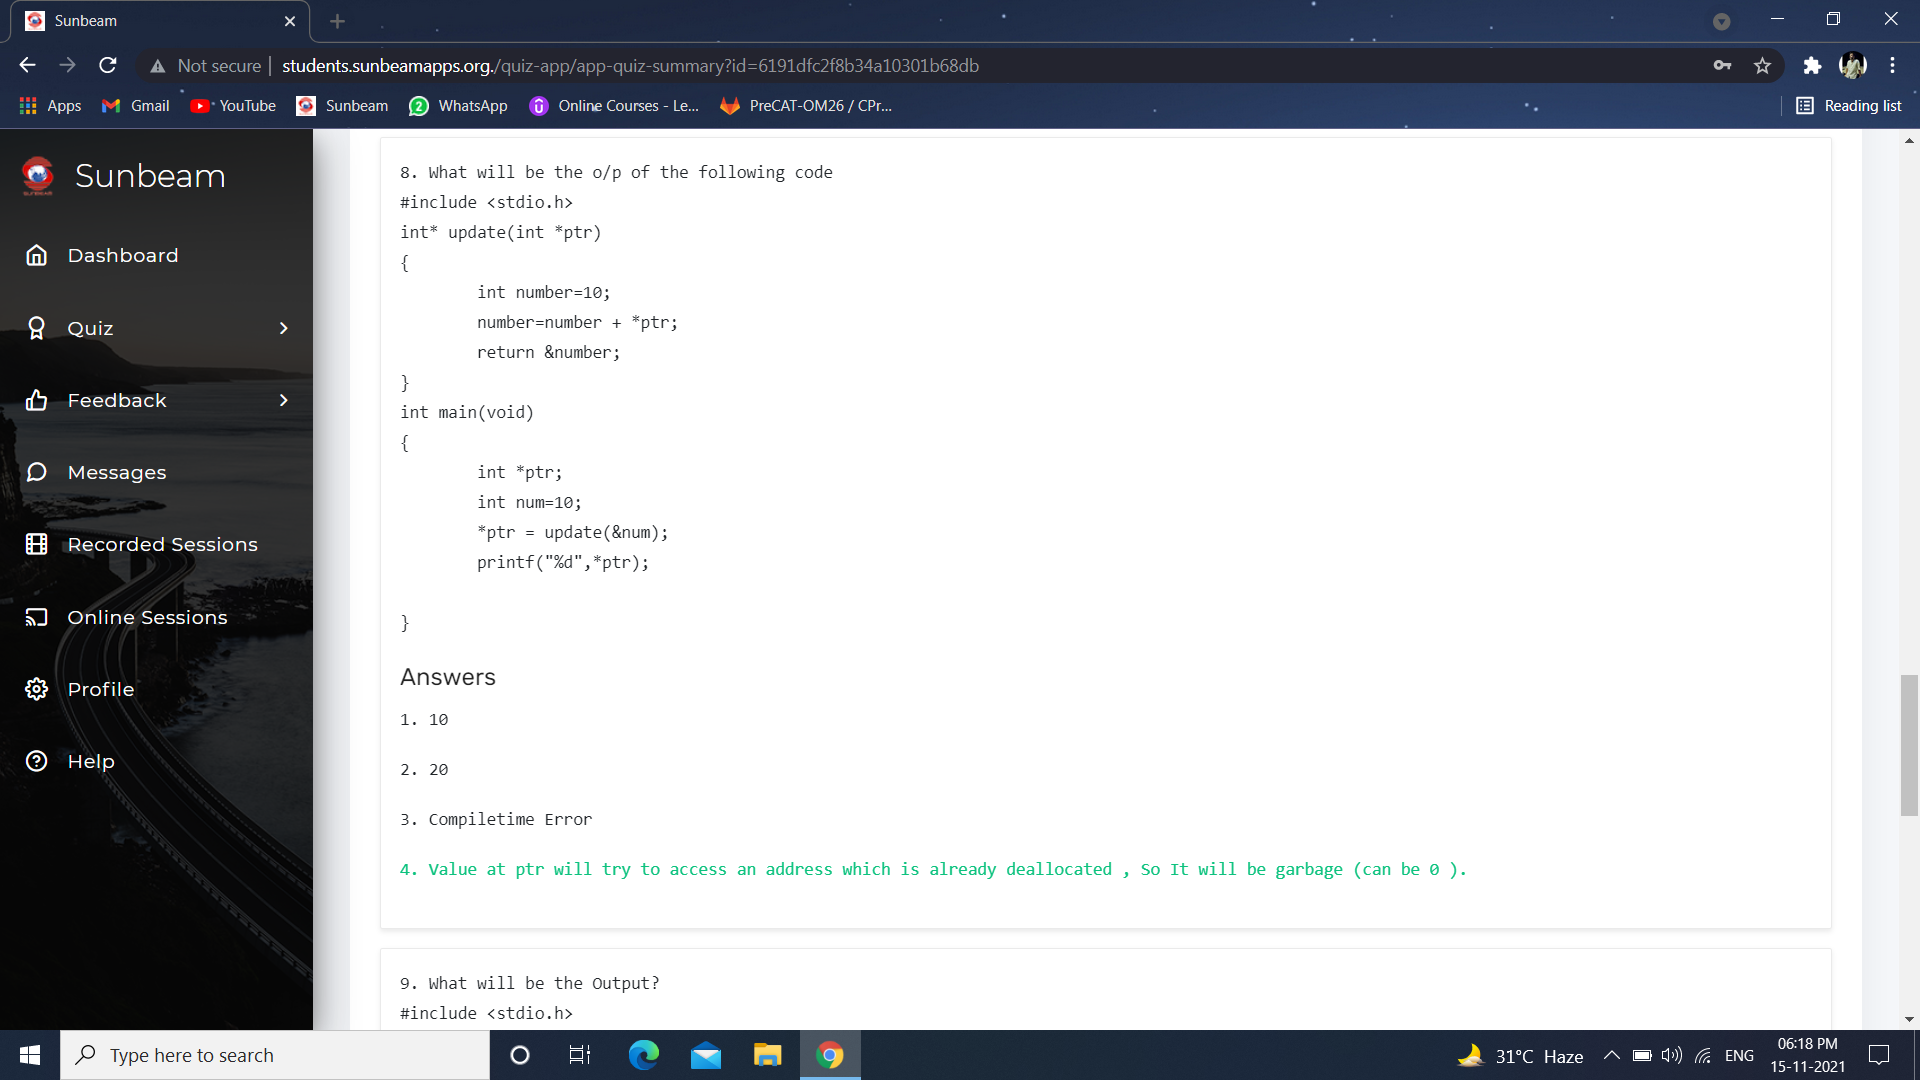 Sunbeam
Not secure
students.sunbeamapps.org./quiz-app/app-quiz-summary?id=6191dfc2f8b34a10301b68db
Apps
Gmail
YouTube
Sunbeam
2
WhatsApp
Online Courses - Le...
PreCAT-OM26 / CPr...
Reading list
Sunbeam
Dashboard
Quiz
Feedback
Messages
Recorded Sessions
Online Sessions
Profile
Help
8. What will be the o/p of the following code
#include <stdio.h>
int* update(int *ptr)
{
int number=10;
number=number + *ptr;
return &number;
}
int main(void)
{
int *ptr;
int num=10;
*ptr = update(&num);
printf("%d",*ptr);
}
Answers
1. 10
2. 20
3. Compiletime Error
4. Value at ptr will try to access an address which is already deallocated , So It will be garbage (can be 0 ).
9. What will be the Output?
#include <stdio.h>
Type here to search
31°C Haze
ENG
06:18 PM
15-11-2021